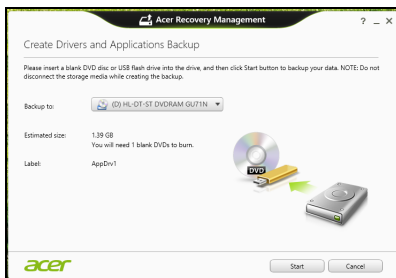 Acer Recovery Management
? _ X
Create Drivers and Applications Backup
Please insert a blank DVD disc or USB flash drive into the drive, and then click Start button to backup your data. NOTE: Do not
disconnect the storage media while creating the backup.
Backup to: (D) HL-DT-ST DVDRAM GU71N
Estimated size: 1.39 GB
You will need 1 blank DVDs to burn.
Label: AppDrv1
DVD
acer
Start Cancel